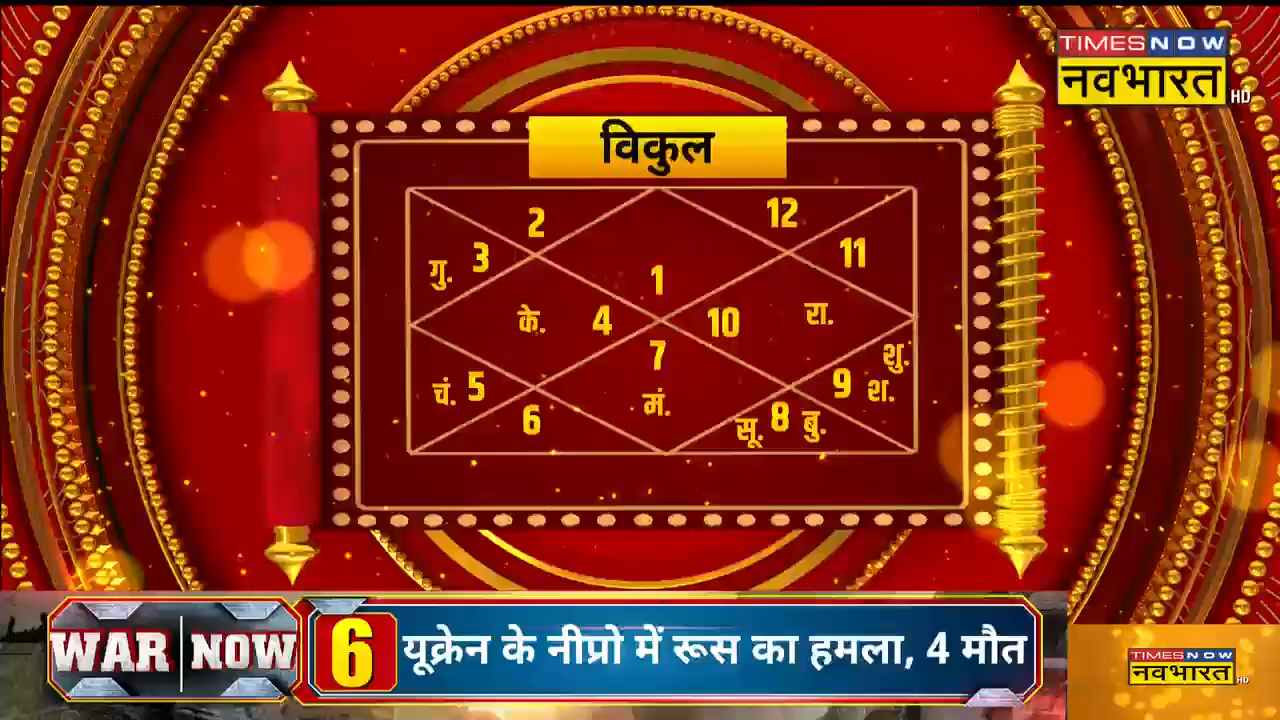 TIMES NOW
नवभारत HD
विकुल
2
12
गु. 3
11
1
के. 4
10 रा.
7
शु.
चं. 5
9 श.
मं.
6
सू. 8 बु.
WAR NOW
6 यूक्रेन के नीप्रो में रूस का हमला, 4 मौत
TIMES NOW
नवभारत HD